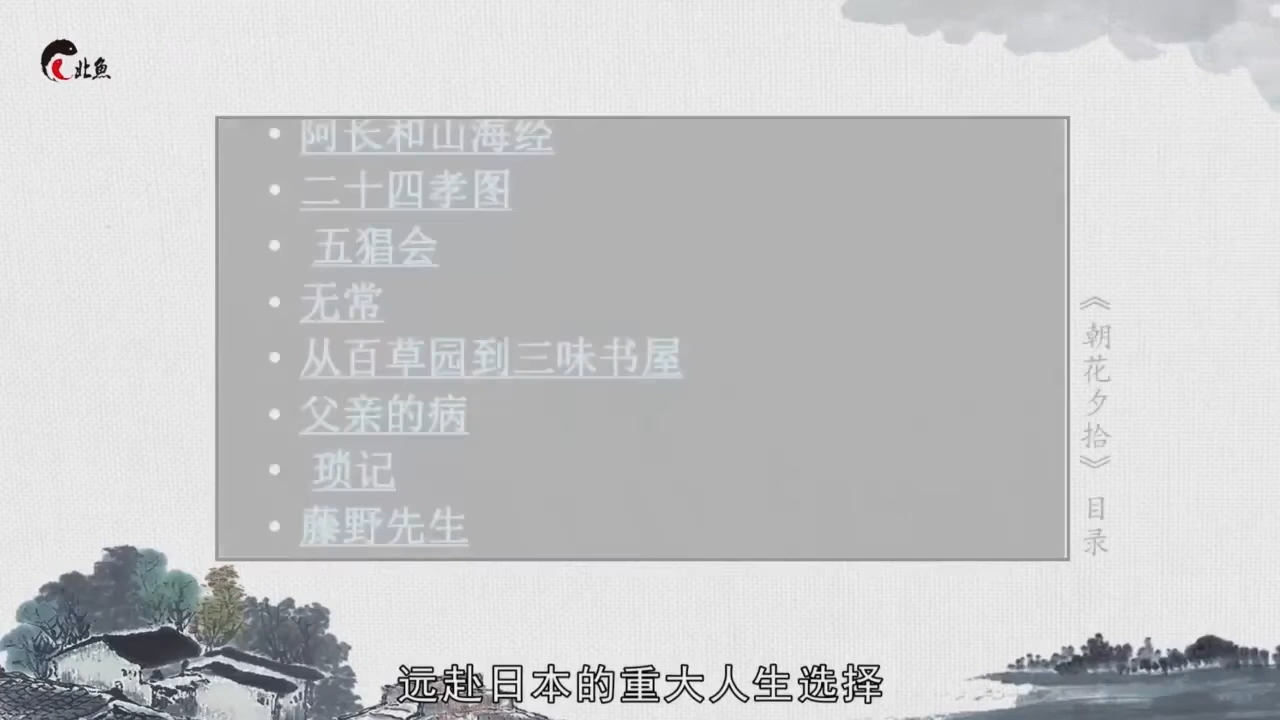 北鱼
阿长和山海经
二十四孝图
五猖会
无常
从百草园到三味书屋
父亲的病
琐记
藤野先生
《朝花夕拾》 目录
远赴日本的重大人生选择